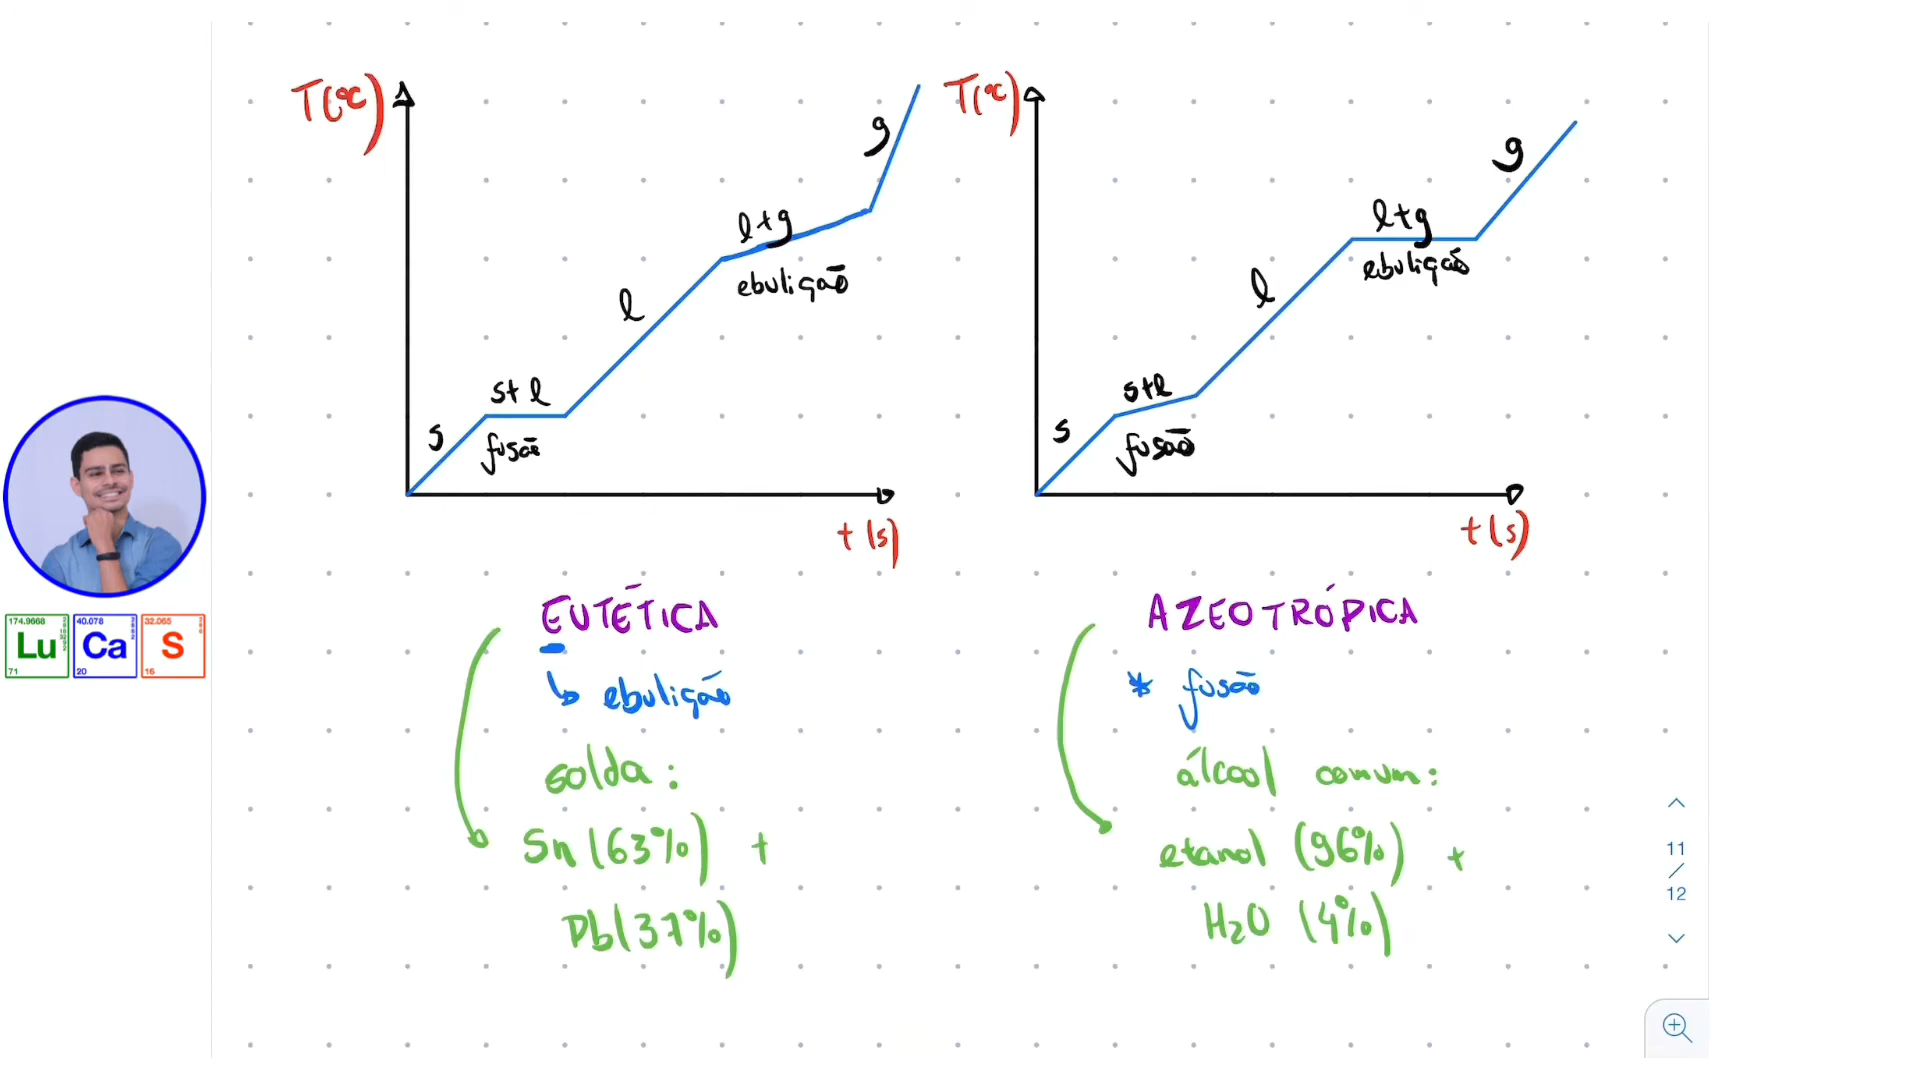 T(°C)
g
l+g
ebulição
l
s+l
fusão
s
t(s)
T(°C)
g
l+g
ebulição
l
s+l
fusão
s
t(s)
EUTÉTICA
ebulição
solda:
Sn (63%) +
Pb (37%)
AZEOTRÓPICA
* fusão
álcool comum:
etanol (96%) +
H2O (4%)
174.9668
Lu
71
40.078
Ca
20
32.065
S
16
11
/
12